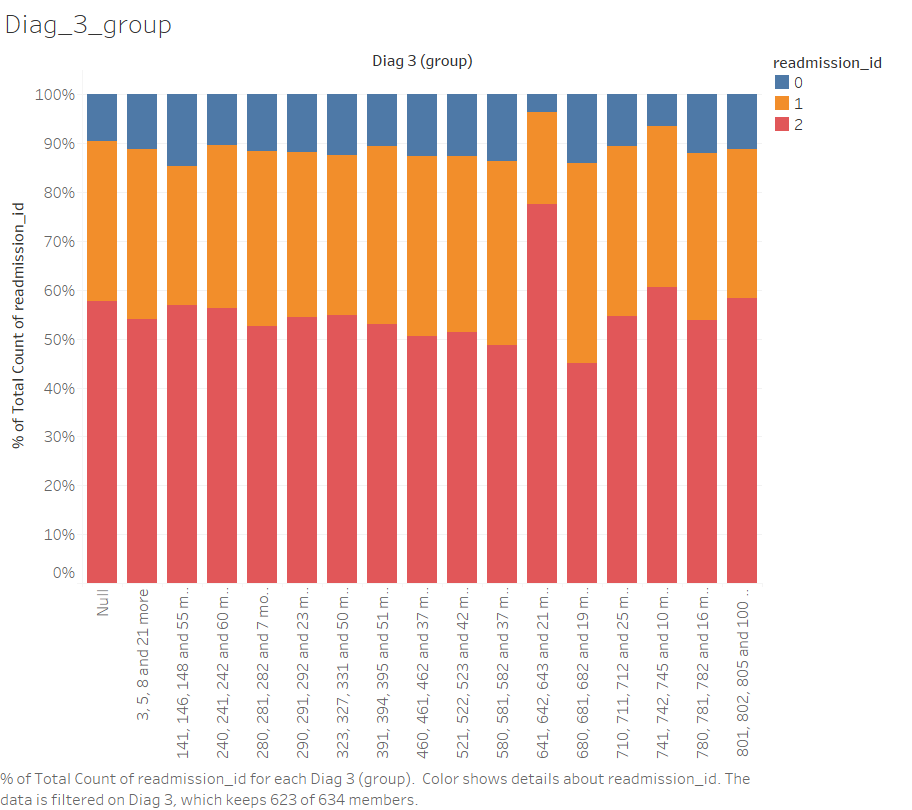 Diag_3_group
Diag 3 (group)
readmission_id
0
1
2
% of Total Count of readmission_id
100%
90%
80%
70%
60%
50%
40%
30%
20%
10%
0%
Null
3, 5, 8 and 21 more
141, 146, 148 and 55 m..
240, 241, 242 and 60 m..
280, 281, 282 and 7 mo..
290, 291, 292 and 23 m..
323, 327, 331 and 50 m..
391, 394, 395 and 51 m..
460, 461, 462 and 37 m..
521, 522, 523 and 42 m..
580, 581, 582 and 37 m..
641, 642, 643 and 21 m..
680, 681, 682 and 19 m..
710, 711, 712 and 25 m..
741, 742, 745 and 10 m..
780, 781, 782 and 16 m..
801, 802, 805 and 100 ..
% of Total Count of readmission_id for each Diag 3 (group).  Color shows details about readmission_id. The
data is filtered on Diag 3, which keeps 623 of 634 members.